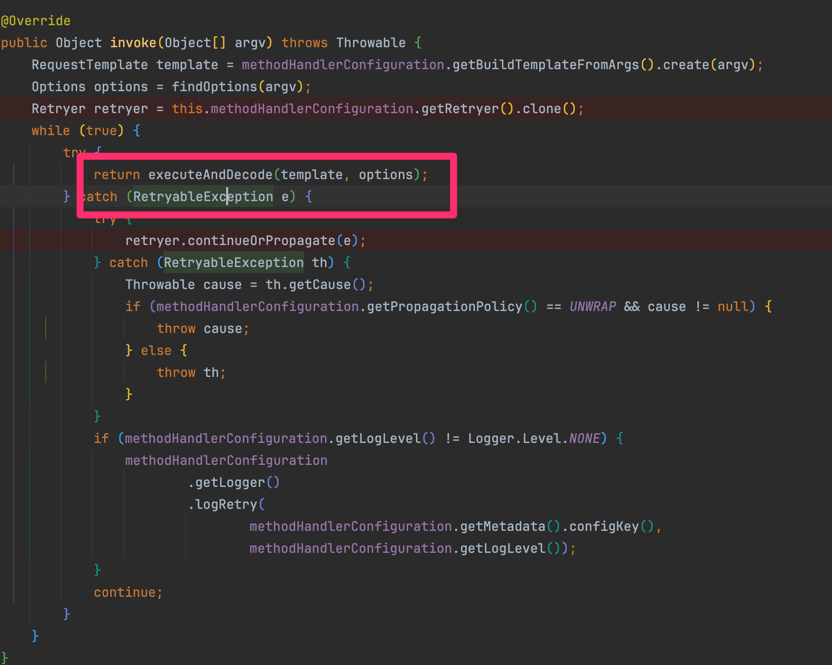 @Override
public Object invoke(Object[] argv) throws Throwable {
    RequestTemplate template = methodHandlerConfiguration.getBuildTemplateFromArgs().create(argv);
    Options options = findOptions(argv);
    Retryer retryer = this.methodHandlerConfiguration.getRetryer().clone();
    while (true) {
        try {
            return executeAndDecode(template, options);
        } catch (RetryableException e) {
            try {
                retryer.continueOrPropagate(e);
            } catch (RetryableException th) {
                Throwable cause = th.getCause();
                if (methodHandlerConfiguration.getPropagationPolicy() == UNWRAP && cause != null) {
                    throw cause;
                } else {
                    throw th;
                }
            }
            if (methodHandlerConfiguration.getLogLevel() != Logger.Level.NONE) {
                methodHandlerConfiguration
                        .getLogger()
                        .logRetry(
                                methodHandlerConfiguration.getMetadata().configKey(),
                                methodHandlerConfiguration.getLogLevel());
            }
            continue;
        }
    }
}